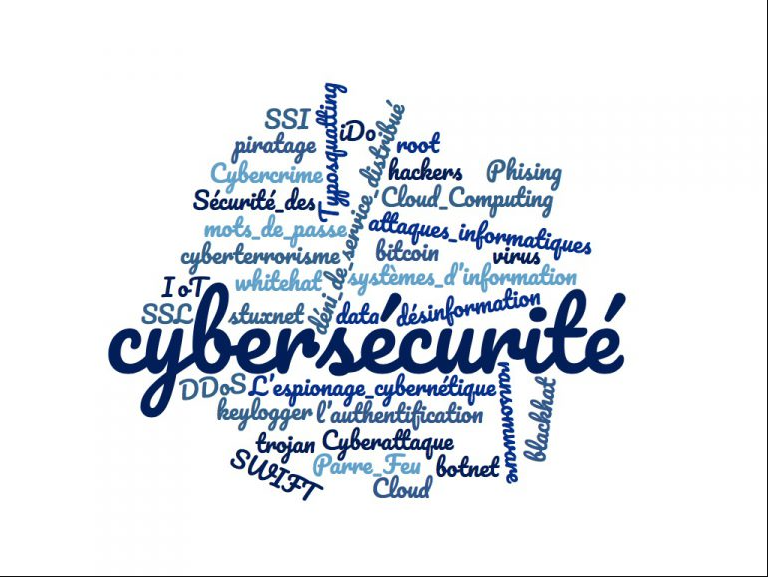 SSI
Typosquatting
iDo
déni_de_service_distribué
piratage
root
Cybercrime
hackers
Phising
Sécurité_des
Cloud_Computing
mots_de_passe
attaques_informatiques
cyberterrorisme
bitcoin
virus
IoT
whitehat
systèmes_d'information
SSL
stuxnet
data
désinformation
cybersécurité
DDoS
L'espionage_cybernétique
ransomware
blackhat
keylogger
l'authentification
trojan
Cyberattaque
SWIFT
Parre_Feu
botnet
Cloud